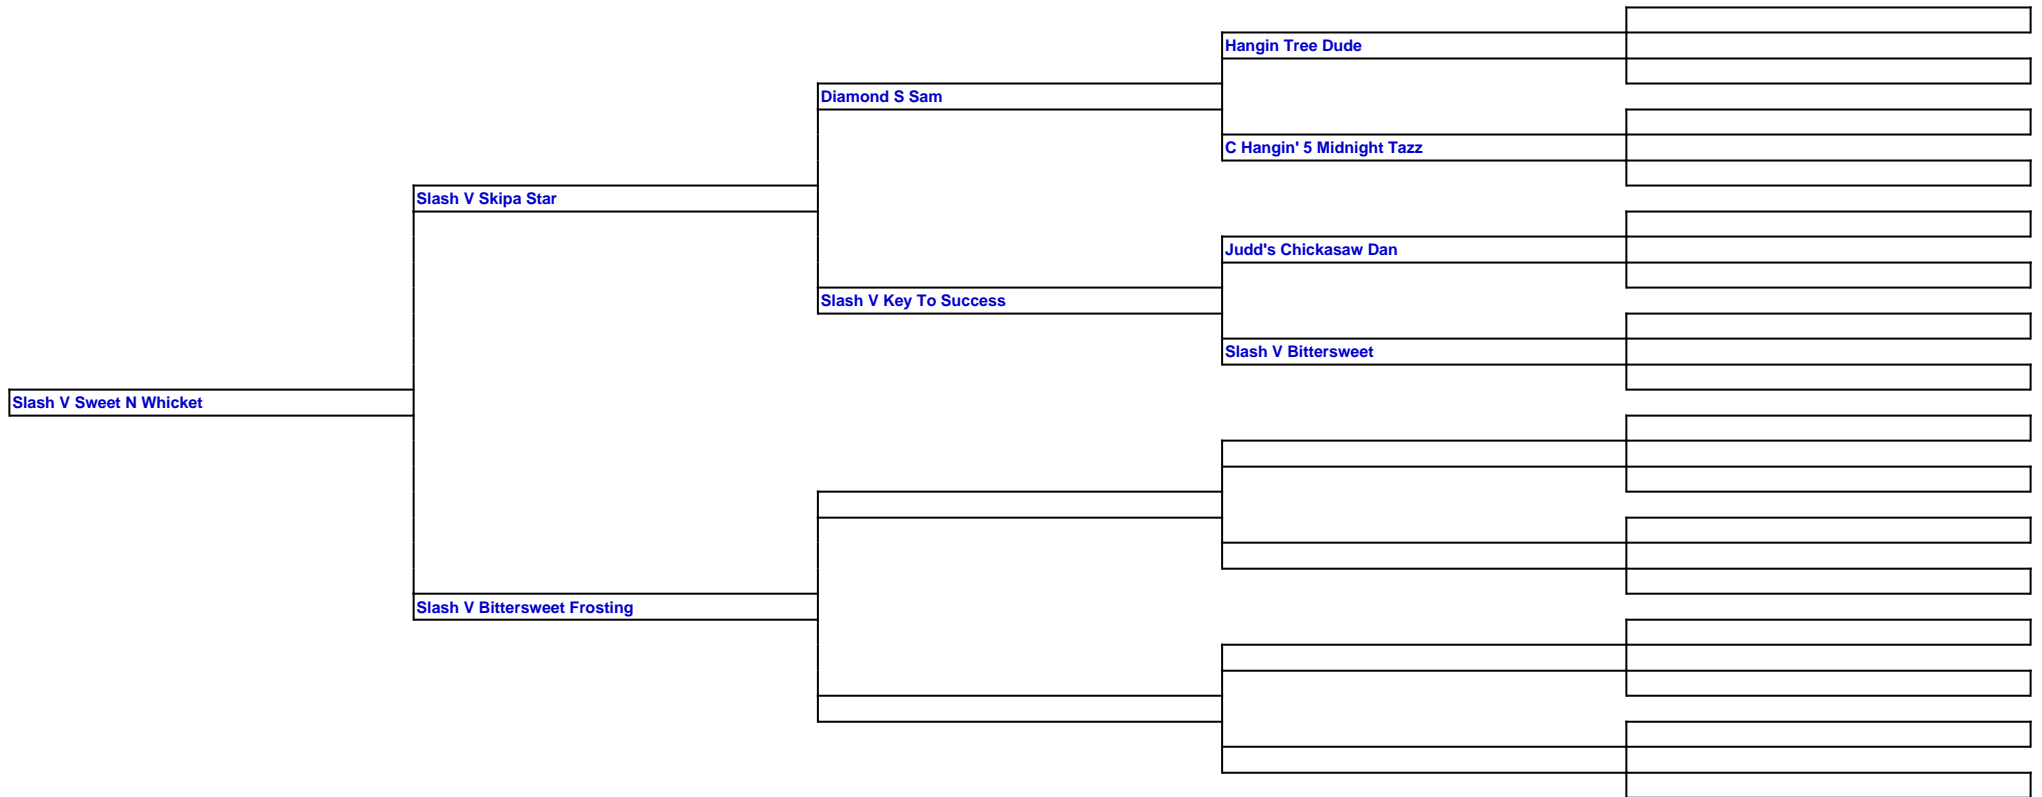 Hangin Tree Dude
Diamond S Sam
C Hangin' 5 Midnight Tazz
Slash V Skipa Star
Judd's Chickasaw Dan
Slash V Key To Success
Slash V Bittersweet
Slash V Sweet N Whicket
Slash V Bittersweet Frosting